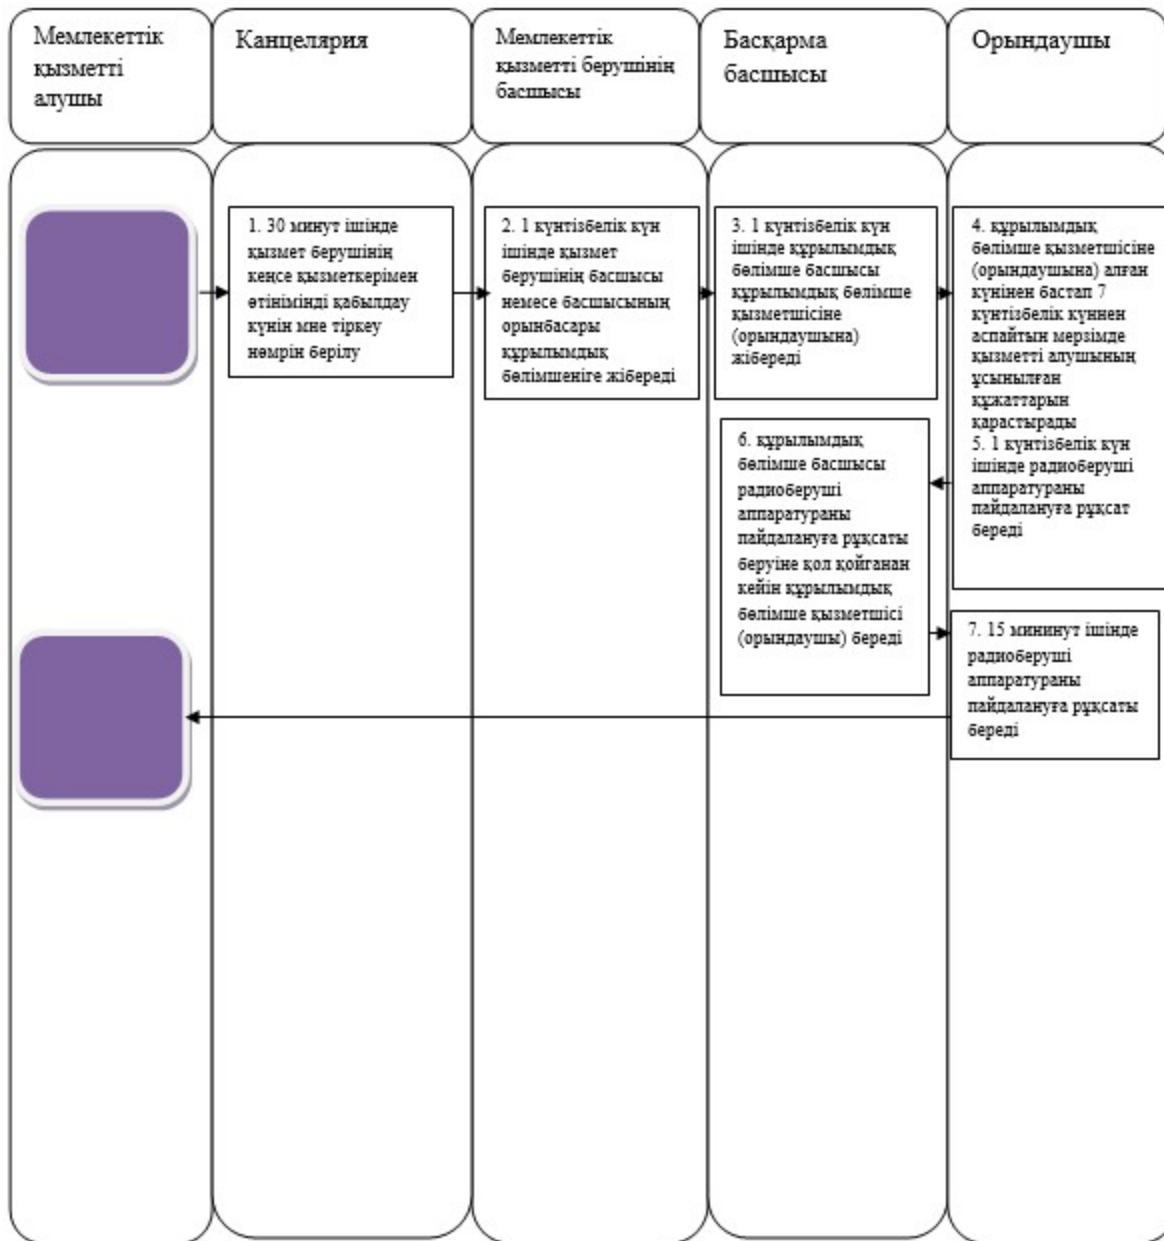 Мемлекеттік
қызметті
алушы
Канцелярия
Мемлекеттік
қызметті берушінің
басшысы
Басқарма
басшысы
Орындаушы
1. 30 минут ішінде
қызмет берушінің
кеңсе қызметкерімен
өтінімінді қабылдау
күнін мне тіркеу
нөмрін берілу
2. 1 күнтізбелік күн
ішінде қызмет
берушінің басшысы
немесе басшысының
орынбасары
құрылымдық
бөлімшеніге жібереді
3. 1 күнтізбелік күн
ішінде құрылымдық
бөлімше басшысы
құрылымдық бөлімше
қызметшісіне
(орындаушына)
жібереді
4. құрылымдық
бөлімше қызметшісіне
(орындаушына) алған
күнінен бастап 7
күнтізбелік күннен
аспайтын мерзімде
қызметті алушының
ұсынылған
құжаттарын
қарастырады
5. 1 күнтізбелік күн
ішінде радиоберуші
аппаратураны
пайдалануға рұқсат
береді
6. құрылымдық
бөлімше басшысы
радиоберуші
аппаратураны
пайдалануға рұқсаты
беруіне қол қойганан
кейін құрылымдық
бөлімше қызметшісі
(орындаушы) береді
7. 15 мининут ішінде
радиоберуші
аппаратураны
пайдалануға рұқсаты
береді